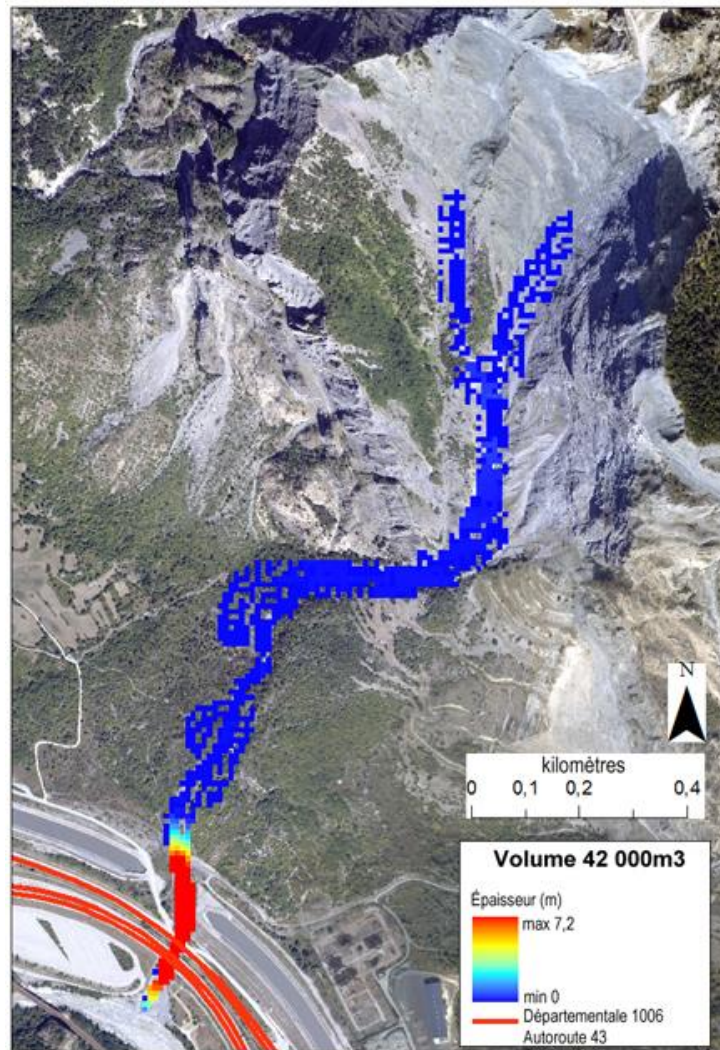 N
kilomètres
0 0,1 0,2 0,4
Volume 42 000m3
Épaisseur (m)
max 7,2
min 0
Départementale 1006
Autoroute 43